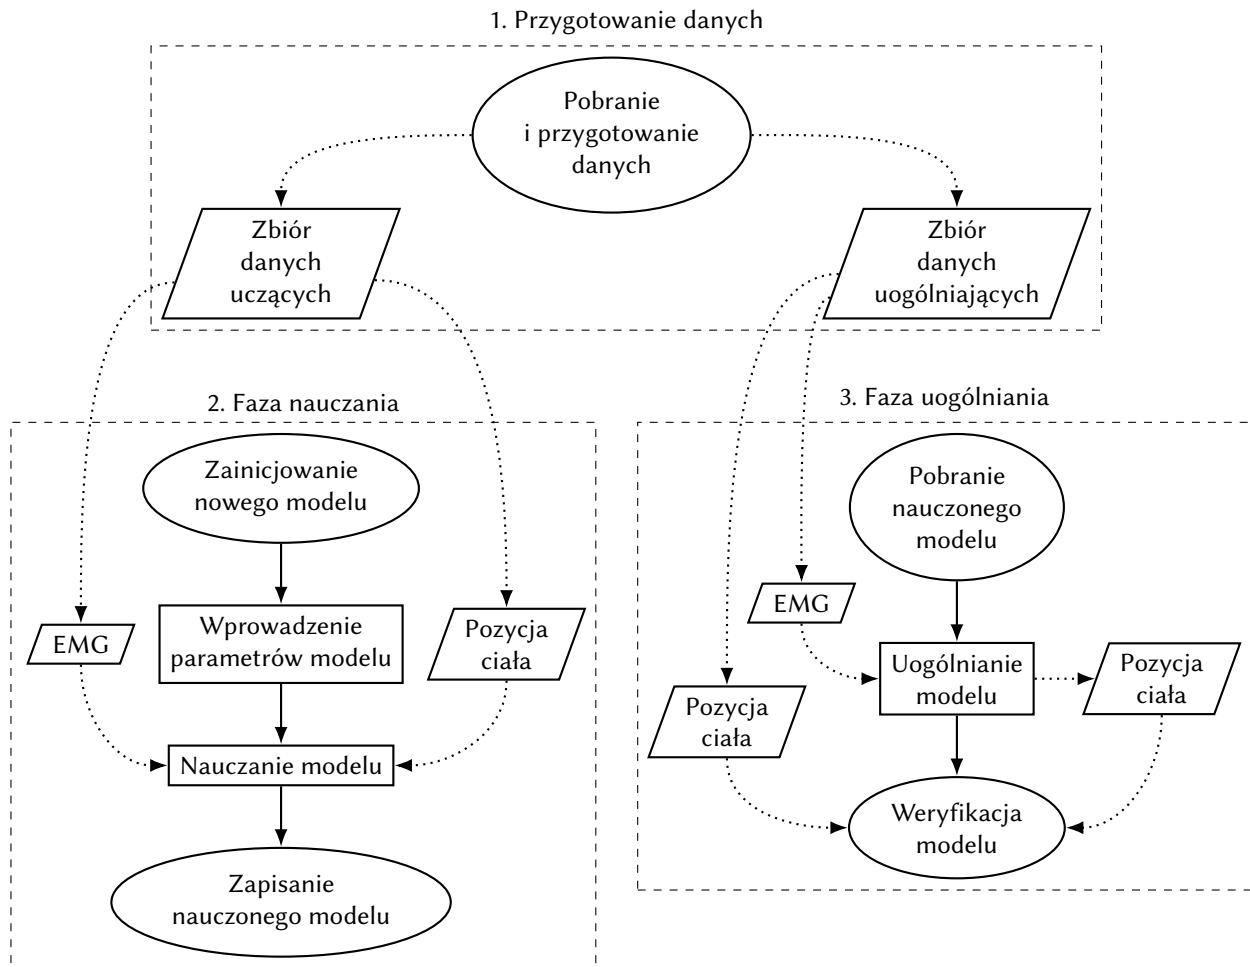 1. Przygotowanie danych
Pobranie
i przygotowanie
danych
Zbiór
danych
uczących
Zbiór
danych
uogólniających
2. Faza nauczania
Zainicjowanie
nowego modelu
EMG
Wprowadzenie
parametrów modelu
Pozycja
ciała
Nauczanie modelu
Zapisanie
nauczonego modelu
3. Faza uogólniania
Pobranie
nauczonego
modelu
EMG
Uogólnianie
modelu
Pozycja
ciała
Pozycja
ciała
Weryfikacja
modelu